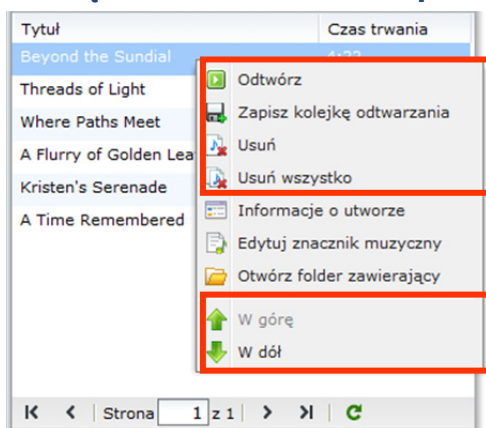 Tytuł Czas trwania
Beyond the Sundial
Odtwórz
Threads of Light
Zapisz kolejkę odtwarzania
Where Paths Meet
Usuń
A Flurry of Golden Lea
Usuń wszystko
Kristen's Serenade
Informacje o utworze
A Time Remembered
Edytuj znacznik muzyczny
Otwórz folder zawierający
W górę
W dół
Strona 1 z 1